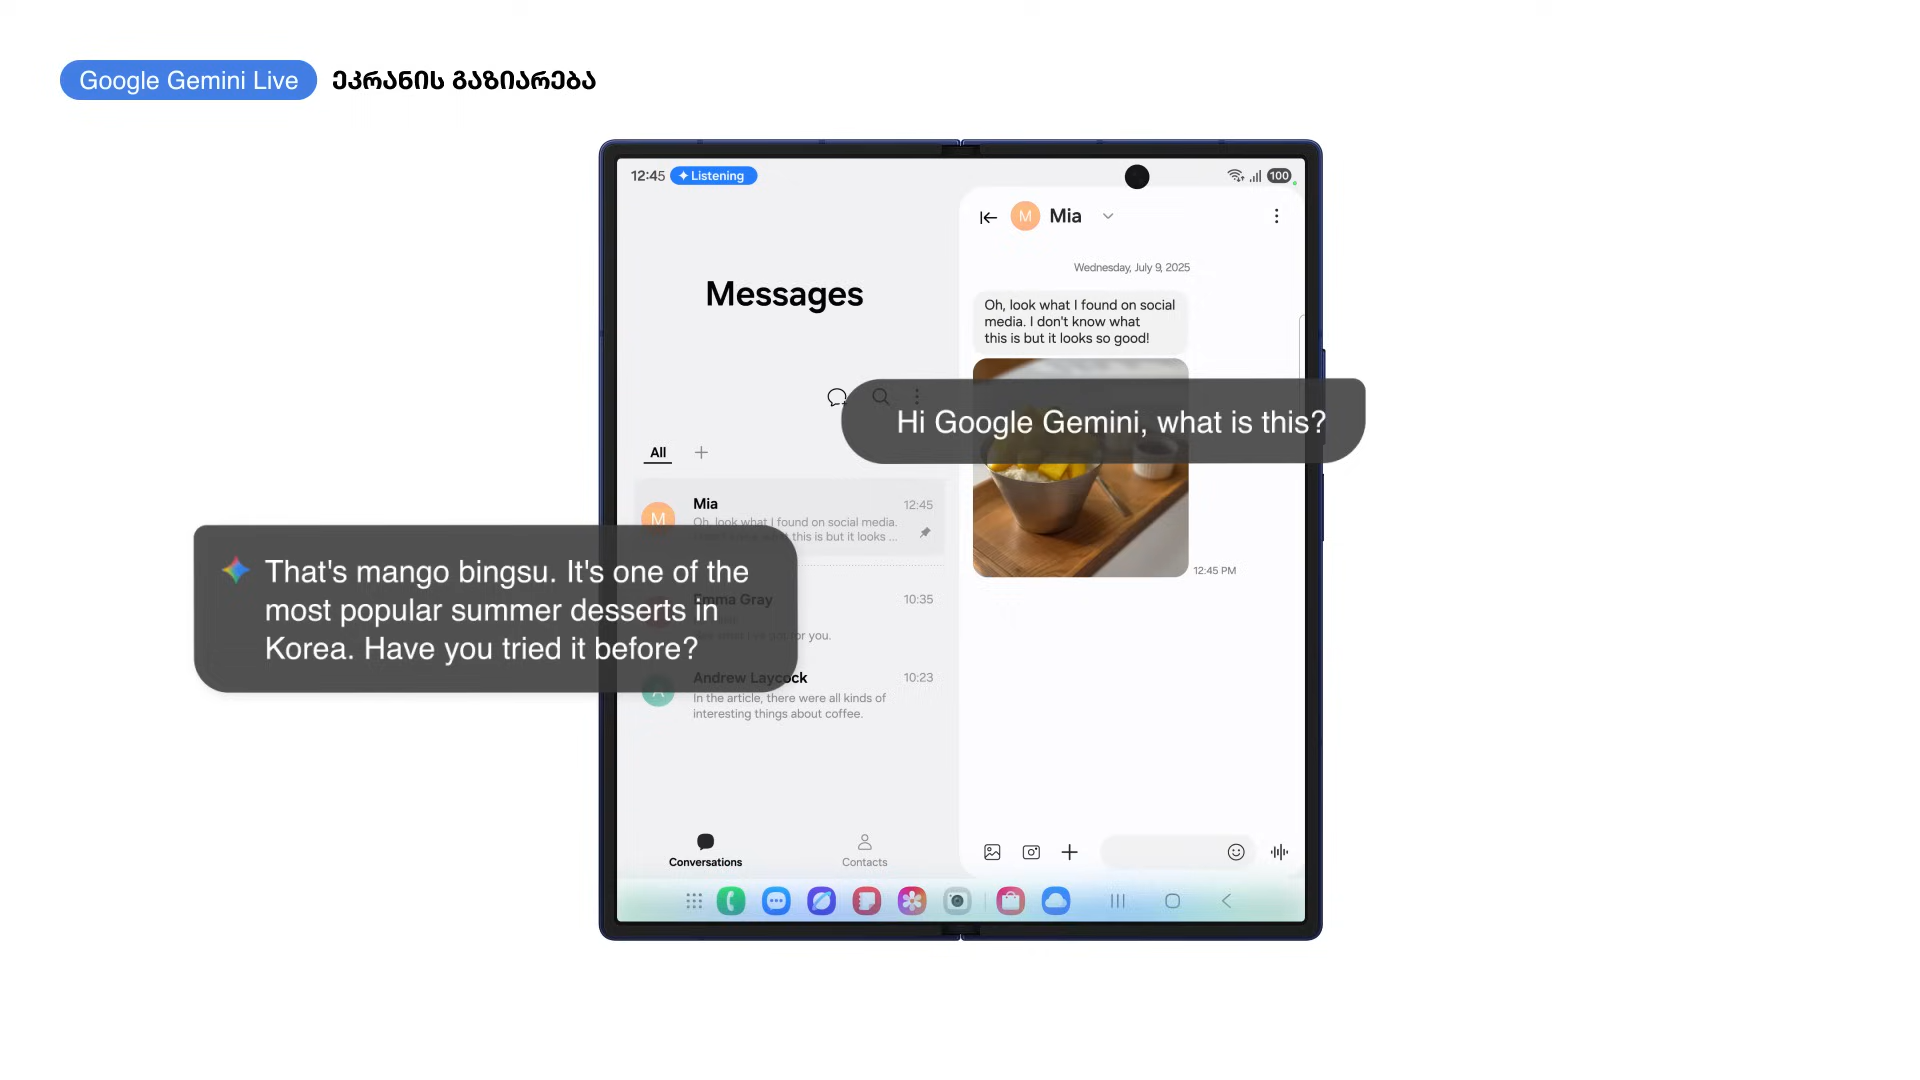 Google Gemini Live ეკრანის გაზიარება
12:45 Listening
100
Messages
All
Mia
12:45
Oh, look what I found on social media.
this is but it looks ...
Emma Gray
10:35
for you.
Andrew Laycock
10:23
In the article, there were all kinds of
interesting things about coffee.
Conversations
Contacts
M Mia
Wednesday, July 9, 2025
Oh, look what I found on social
media. I don't know what
this is but it looks so good!
12:45 PM
Hi Google Gemini, what is this?
That's mango bingsu. It's one of the
most popular summer desserts in
Korea. Have you tried it before?